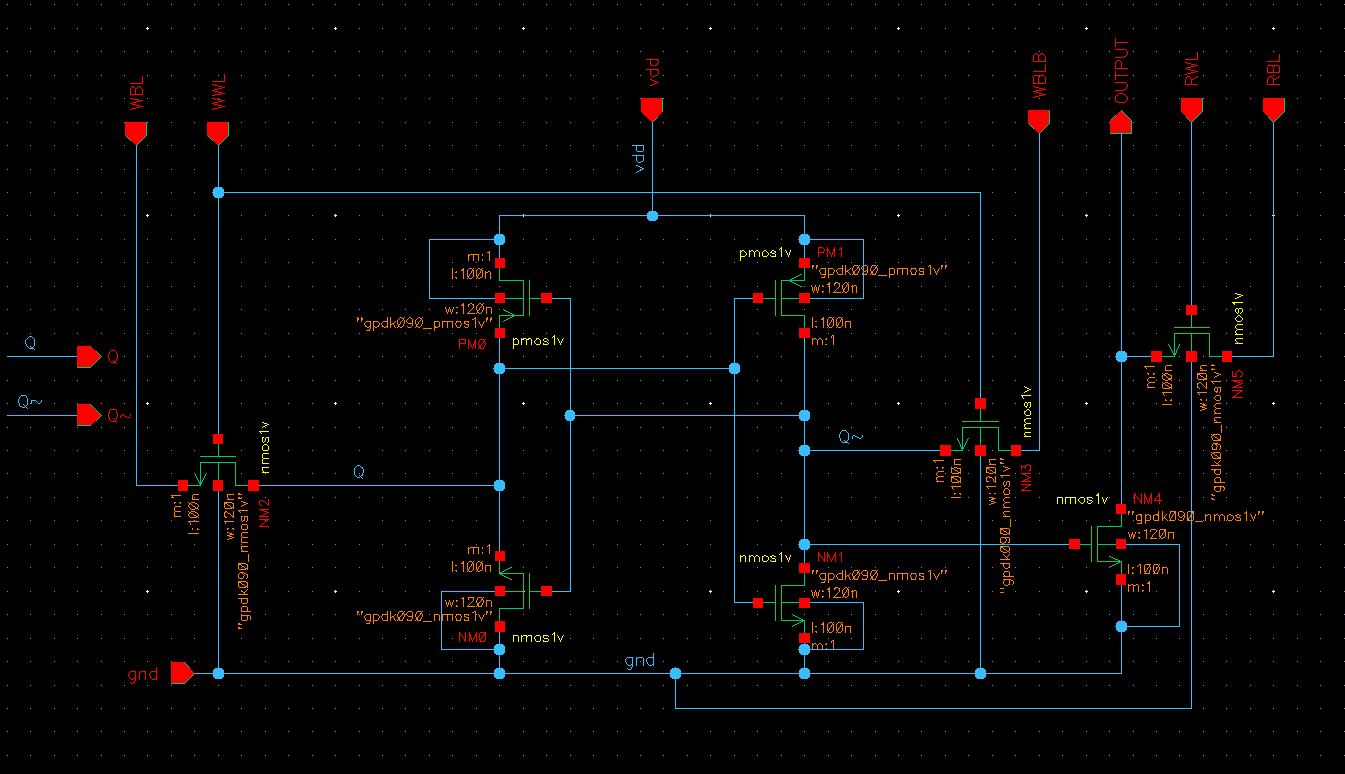 WBL
WWL
vdd
WBLB
OUTPUT
RWL
RBL
vdd
m:1
l:100n
w:120n
"gpdk090_pmos1v"
PM0
pmos1v
pmos1v
PM1
"gpdk090_pmos1v"
w:120n
l:100n
m:1
Q
Q
Q~
Q~
nmos1v
m:1
l:100n
w:120n
"gpdk090_nmos1v"
NM2
Q
Q~
nmos1v
m:1
l:100n
w:120n
"gpdk090_nmos1v"
NM3
nmos1v
m:1
l:100n
w:120n
"gpdk090_nmos1v"
NM5
nmos1v
NM4
"gpdk090_nmos1v"
w:120n
l:100n
m:1
m:1
l:100n
w:120n
"gpdk090_nmos1v"
NM0
nmos1v
nmos1v
NM1
"gpdk090_nmos1v"
w:120n
l:100n
m:1
gnd
gnd